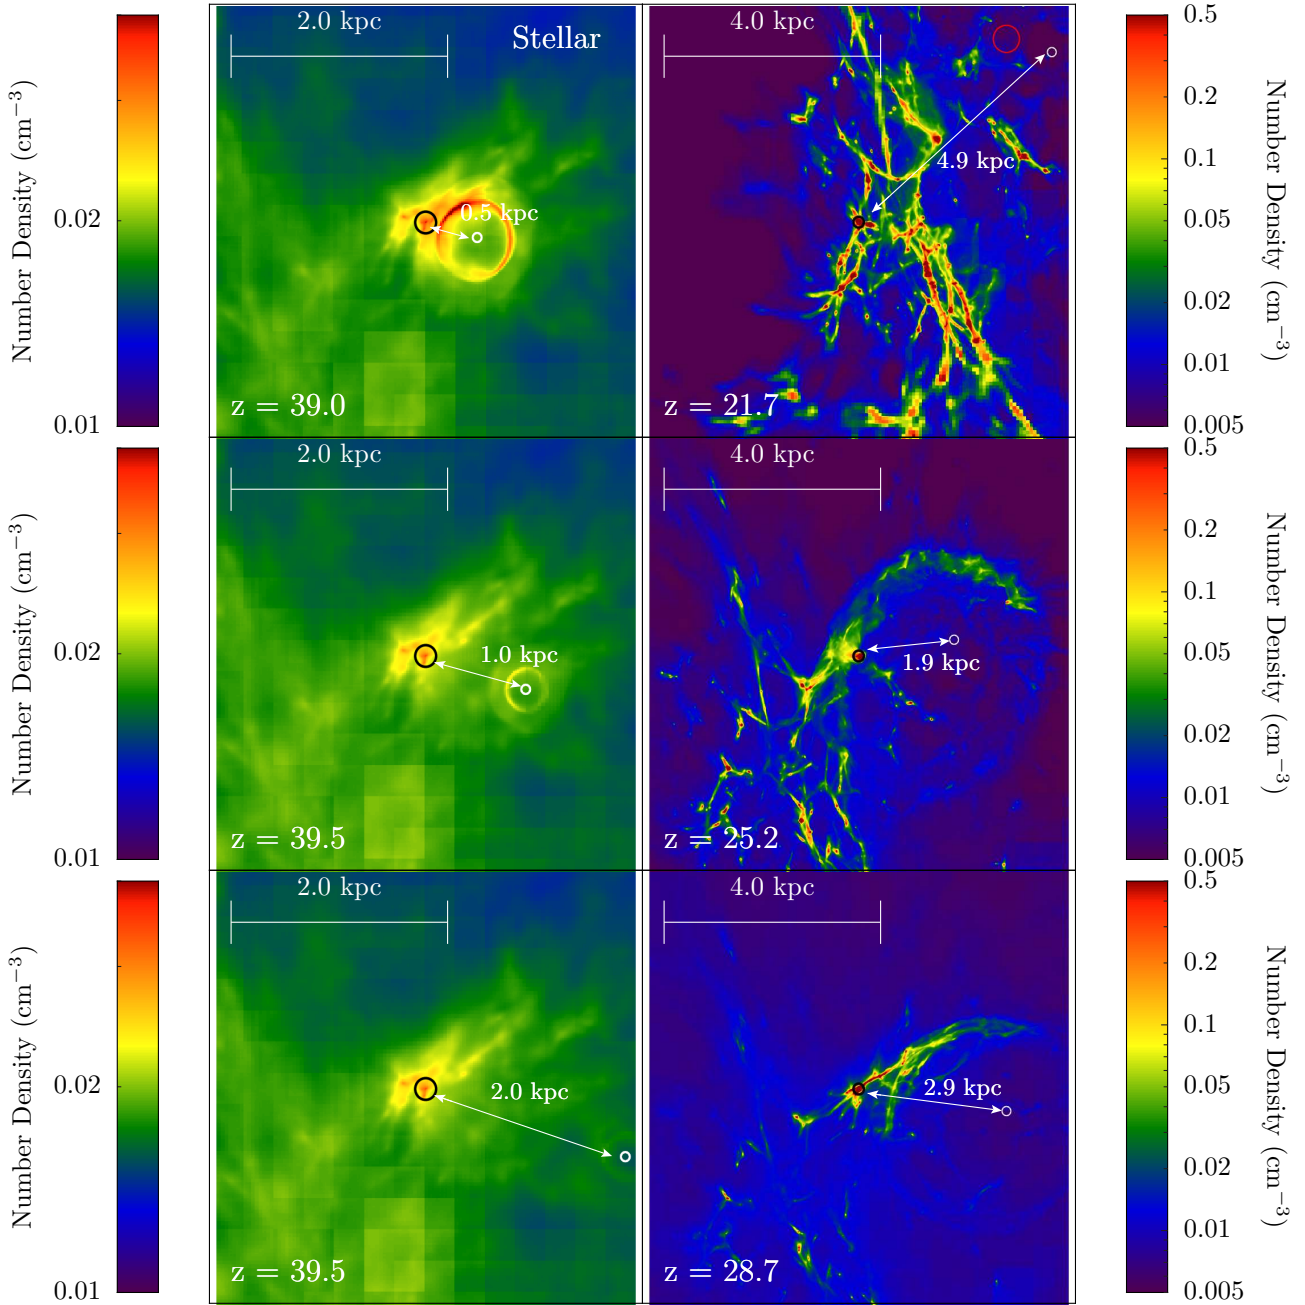 2.0 kpc
Stellar
0.5 kpc
z = 39.0
4.0 kpc
4.9 kpc
z = 21.7
Number Density (cm⁻³)
0.02
0.01
0.5
0.2
0.1
0.05
0.02
0.01
0.005
Number Density (cm⁻³)
2.0 kpc
1.0 kpc
z = 39.5
4.0 kpc
1.9 kpc
z = 25.2
Number Density (cm⁻³)
0.02
0.01
0.5
0.2
0.1
0.05
0.02
0.01
0.005
Number Density (cm⁻³)
2.0 kpc
2.0 kpc
z = 39.5
4.0 kpc
2.9 kpc
z = 28.7
Number Density (cm⁻³)
0.02
0.01
0.5
0.2
0.1
0.05
0.02
0.01
0.005
Number Density (cm⁻³)